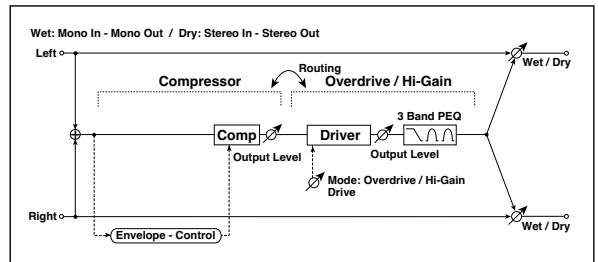 Wet: Mono In - Mono Out / Dry: Stereo In - Stereo Out
Left
Wet / Dry
Routing
Compressor
Overdrive / Hi-Gain
3 Band PEQ
Comp
Driver
Output Level
Output Level
Mode: Overdrive / Hi-Gain
Drive
Right
Wet / Dry
Envelope - Control